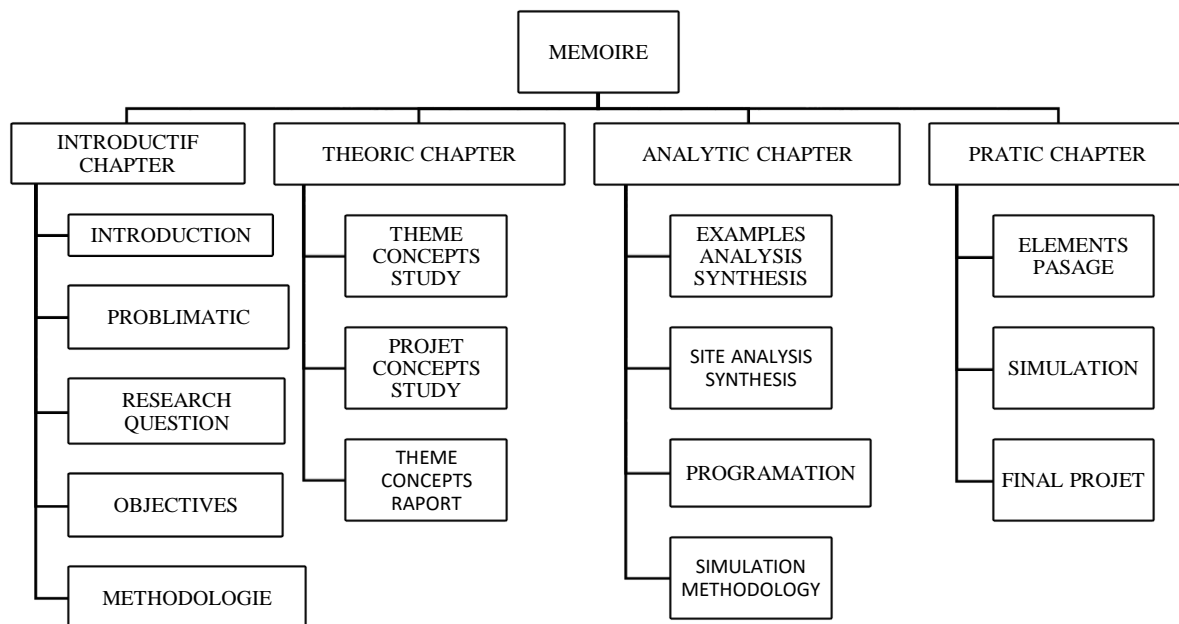 MEMOIRE
INTRODUCTIF
CHAPTER
INTRODUCTION
PROBLIMATIC
RESEARCH
QUESTION
OBJECTIVES
METHODOLOGIE
THEORIC CHAPTER
THEME
CONCEPTS
STUDY
PROJET
CONCEPTS
STUDY
THEME
CONCEPTS
RAPORT
ANALYTIC CHAPTER
EXAMPLES
ANALYSIS
SYNTHESIS
SITE ANALYSIS
SYNTHESIS
PROGRAMATION
SIMULATION
METHODOLOGY
PRATIC CHAPTER
ELEMENTS
PASAGE
SIMULATION
FINAL PROJET